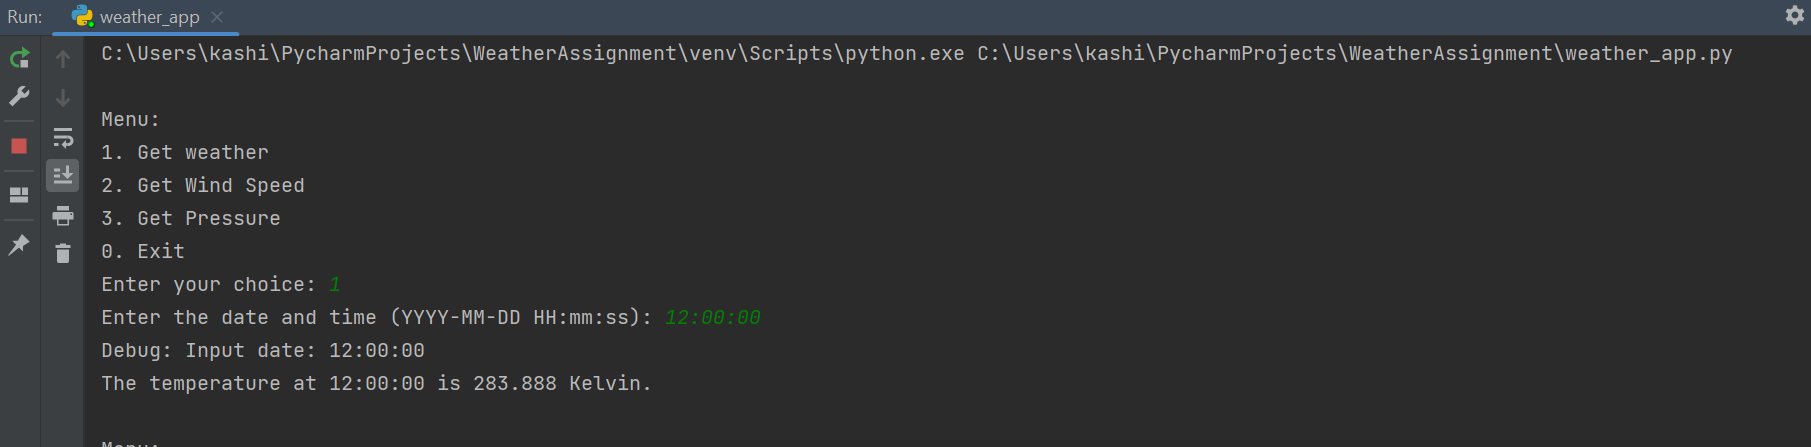 Run: weather_app
C:\Users\kashi\PycharmProjects\WeatherAssignment\venv\Scripts\python.exe C:\Users\kashi\PycharmProjects\WeatherAssignment\weather_app.py
Menu:
1. Get weather
2. Get Wind Speed
3. Get Pressure
0. Exit
Enter your choice: 1
Enter the date and time (YYYY-MM-DD HH:mm:ss): 12:00:00
Debug: Input date: 12:00:00
The temperature at 12:00:00 is 283.888 Kelvin.
Menu: